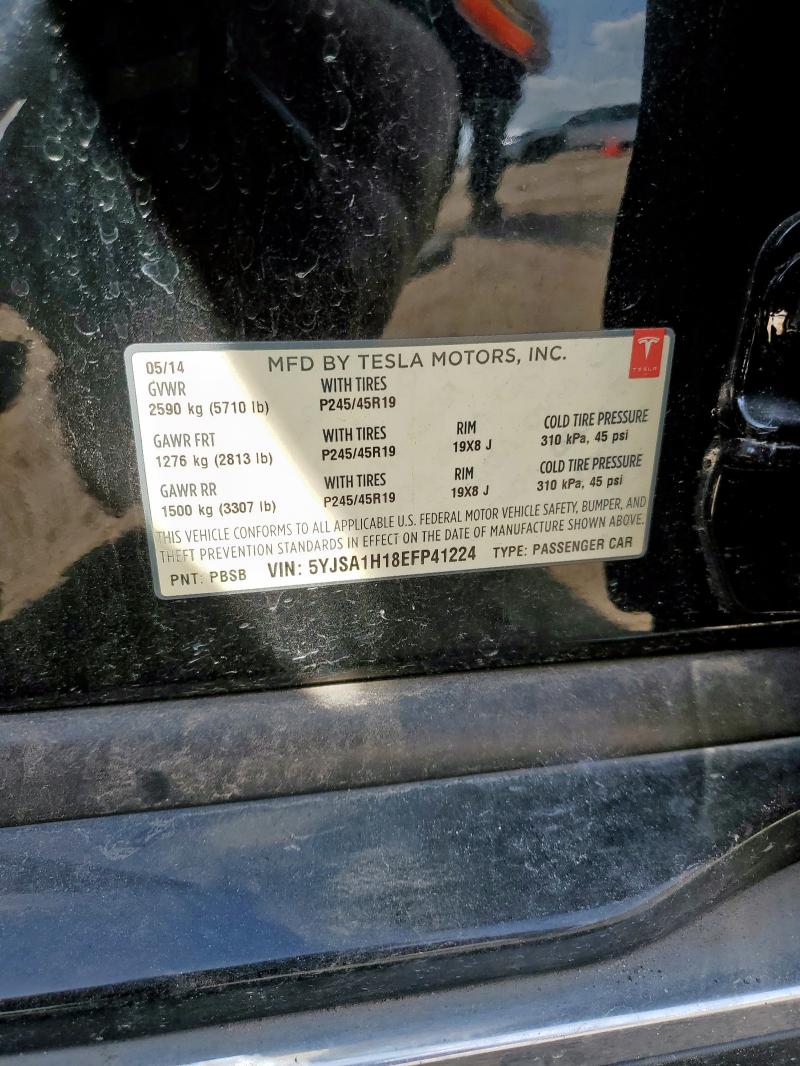 05/14 MFD BY TESLA MOTORS, INC. TESLA
GVWR WITH TIRES
2590 kg (5710 lb) P245/45R19
GAWR FRT WITH TIRES RIM COLD TIRE PRESSURE
1276 kg (2813 lb) P245/45R19 19X8 J 310 kPa, 45 psi
GAWR RR WITH TIRES RIM COLD TIRE PRESSURE
1500 kg (3307 lb) P245/45R19 19X8 J 310 kPa, 45 psi
THIS VEHICLE CONFORMS TO ALL APPLICABLE U.S. FEDERAL MOTOR VEHICLE SAFETY, BUMPER, AND
THEFT PREVENTION STANDARDS IN EFFECT ON THE DATE OF MANUFACTURE SHOWN ABOVE.
PNT: PBSB VIN: 5YJSA1H18EFP41224 TYPE: PASSENGER CAR